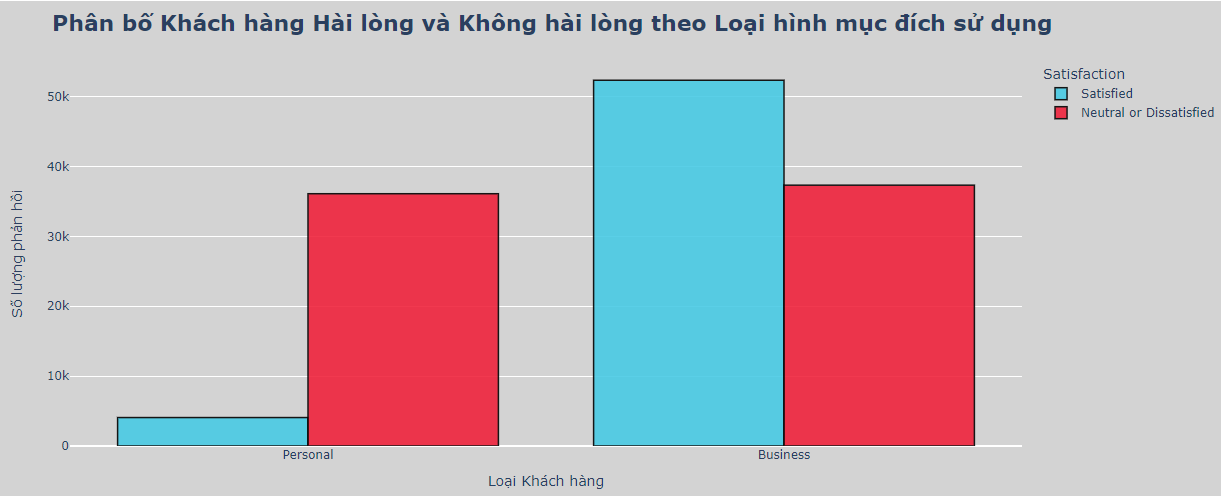 Phân bố Khách hàng Hài lòng và Không hài lòng theo Loại hình mục đích sử dụng
Satisfaction
Satisfied
Neutral or Dissatisfied
Số lượng phản hồi
50k
40k
30k
20k
10k
0
Personal
Business
Loại Khách hàng